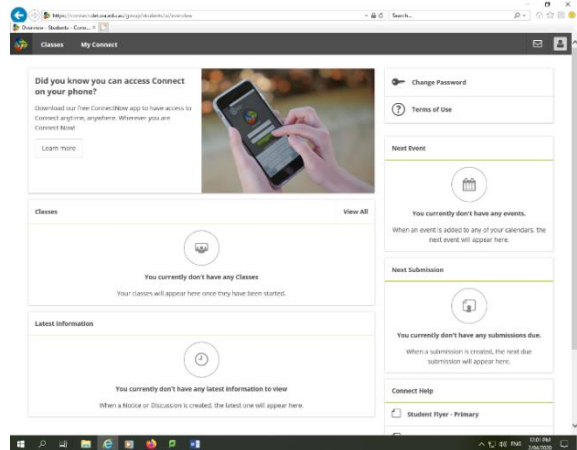 Overview - Students - Conn...
Search...
Classes My Connect
Did you know you can access Connect
on your phone?
Download our free ConnectNow app to have access to
Connect anytime, anywhere. Wherever you are
Connect Now!
Learn more
Classes View All
You currently don't have any Classes
Your classes will appear here once they have been started.
Latest Information
You currently don't have any latest information to view
When a Notice or Discussion is created, the latest one will appear here.
Change Password
Terms of Use
Next Event
You currently don't have any events.
When an event is added to any of your calendars, the
next event will appear here.
Next Submission
You currently don't have any submissions due.
When a submission is created, the next due
submission will appear here.
Connect Help
Student Flyer - Primary
ENG
2/04/2020